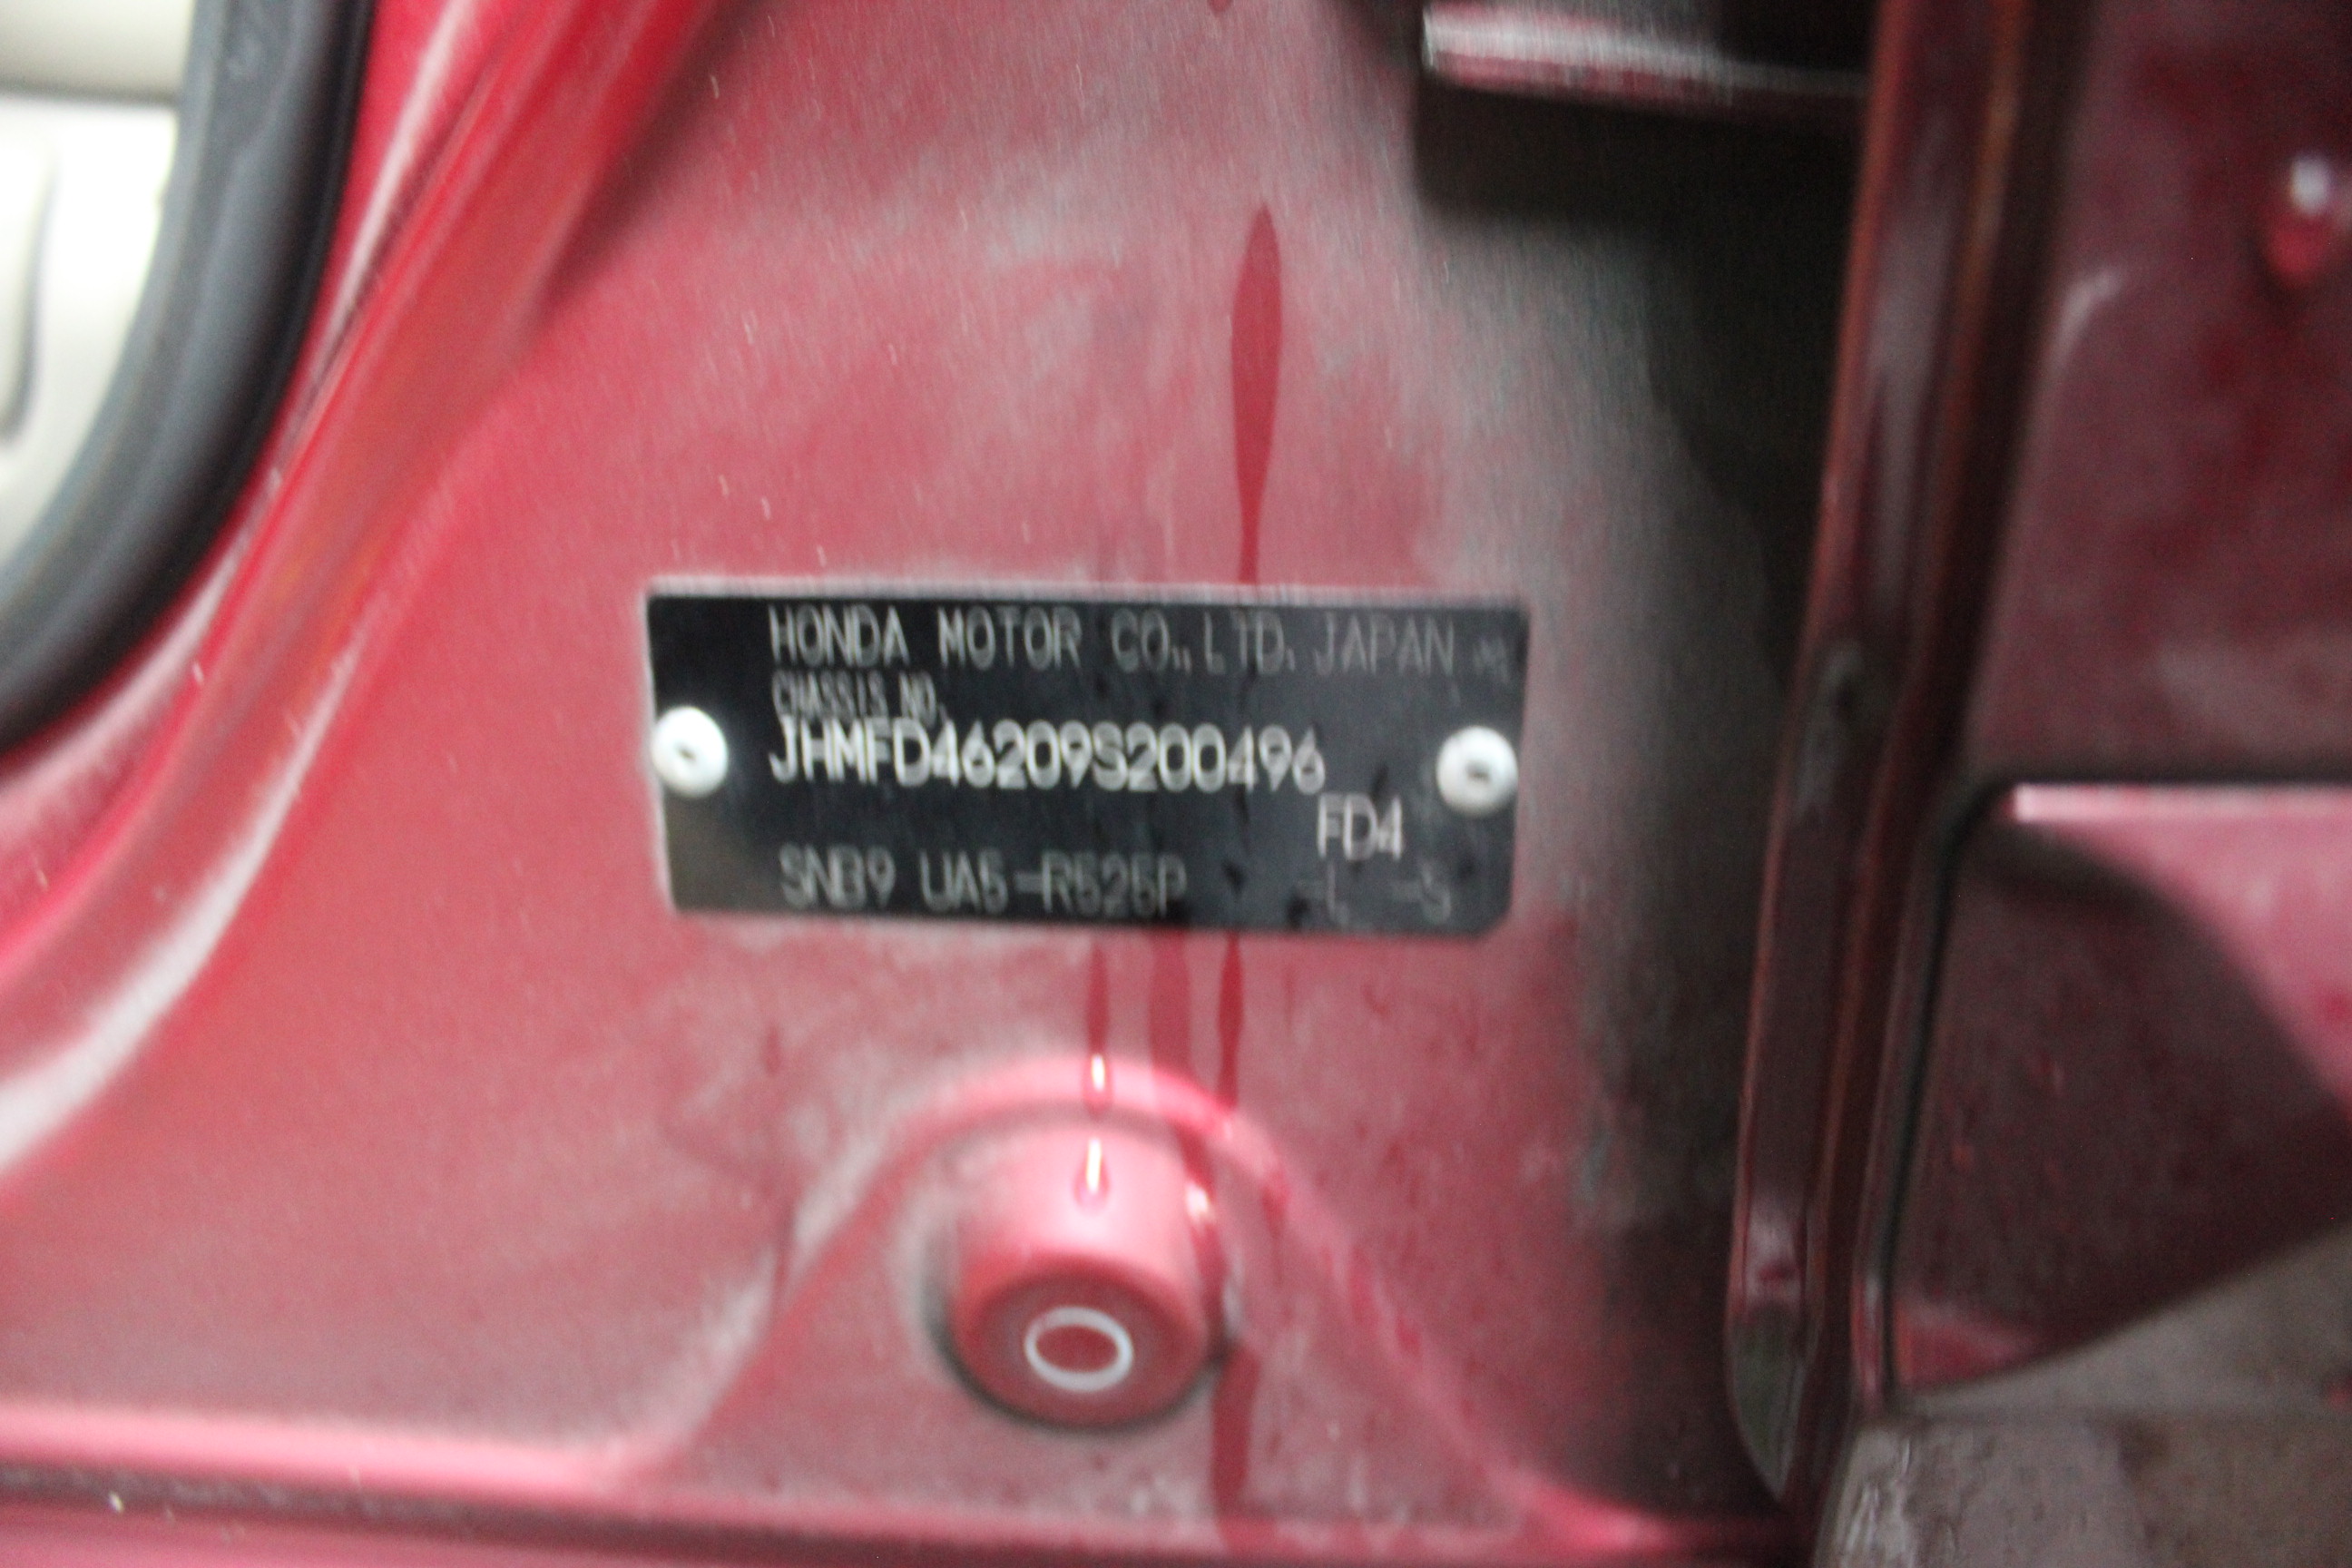 HONDA MOTOR CO.,LTD. JAPAN
CHASSIS NO.
JHMFD46209S200496
FD4
SNB9 UA5-R525P -L -S